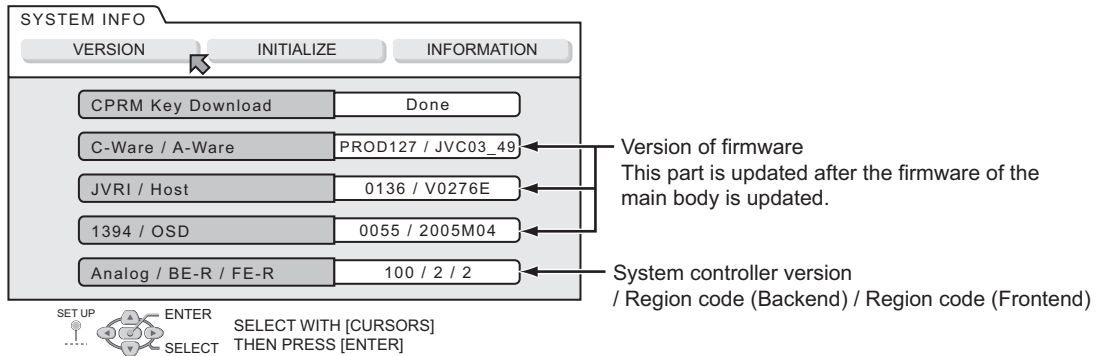 SYSTEM INFO
VERSION INITIALIZE INFORMATION
CPRM Key Download Done
C-Ware / A-Ware PROD127 / JVC03_49
JVRI / Host 0136 / V0276E
1394 / OSD 0055 / 2005M04
Analog / BE-R / FE-R 100 / 2 / 2
Version of firmware
This part is updated after the firmware of the
main body is updated.
System controller version
/ Region code (Backend) / Region code (Frontend)
SET UP
ENTER
SELECT
SELECT WITH [CURSORS]
THEN PRESS [ENTER]